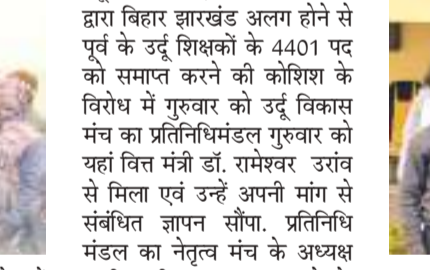 द्वारा बिहार झारखंड अलग होने से
पूर्व के उर्दू शिक्षकों के 4401 पद
को समाप्त करने की कोशिश के
विरोध में गुरुवार को उर्दू विकास
मंच का प्रतिनिधिमंडल गुरुवार को
यहां वित्त मंत्री डॉ. रामेश्वर उरांव
से मिला एवं उन्हें अपनी मांग से
संबंधित ज्ञापन सौंपा. प्रतिनिधि
मंडल का नेतृत्व मंच के अध्यक्ष